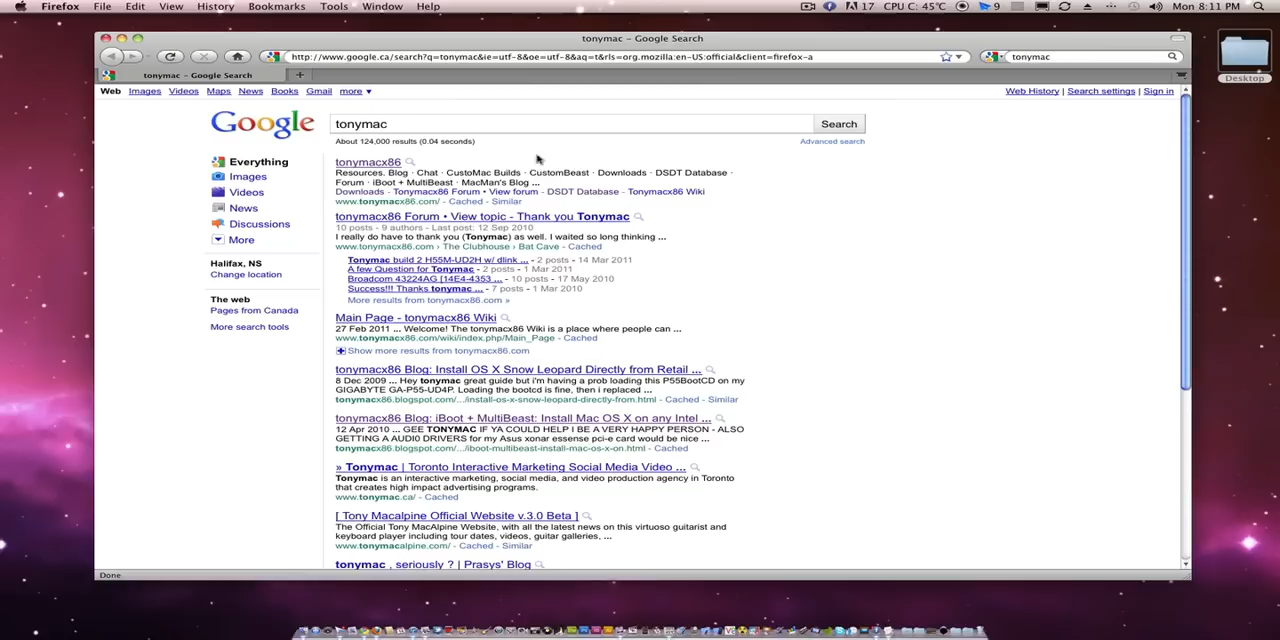 Firefox File Edit View History Bookmarks Tools Window Help 17 CPU C: 45°C 9 Mon 8:11 PM
tonymac - Google Search
http://www.google.ca/search?q=tonymac&ie=utf-8&oe=utf-8&aq=t&rls=org.mozilla:en-US:official&client=firefox-a tonymac
tonymac - Google Search
Desktop
Web Images Videos Maps News Books Gmail more ▼ Web History | Search settings | Sign in
Google tonymac Search
About 124,000 results (0.04 seconds) Advanced search
Everything
Images
Videos
News
Discussions
More
Halifax, NS
Change location
The web
Pages from Canada
More search tools
tonymacx86
Resources. Blog · Chat · CustoMac Builds · CustomBeast · Downloads · DSDT Database ·
Forum · iBoot + MultiBeast · MacMan's Blog ...
Downloads - Tonymacx86 Forum • View forum - DSDT Database - Tonymacx86 Wiki
www.tonymacx86.com/ - Cached - Similar
tonymacx86 Forum • View topic - Thank you Tonymac
10 posts - 9 authors - Last post: 12 Sep 2010
I really do have to thank you (Tonymac) as well. I waited so long thinking ...
www.tonymacx86.com › The Clubhouse › Bat Cave - Cached
Tonymac build 2 H55M-UD2H w/ dlink ... - 2 posts - 14 Mar 2011
A few Question for Tonymac - 2 posts - 1 Mar 2011
Broadcom 43224AG [14E4-4353 ... - 10 posts - 17 May 2010
Success!!! Thanks tonymac ... - 7 posts - 1 Mar 2010
More results from tonymacx86.com »
Main Page - tonymacx86 Wiki
27 Feb 2011 ... Welcome! The tonymacx86 Wiki is a place where people can ...
www.tonymacx86.com/wiki/index.php/Main_Page - Cached
Show more results from tonymacx86.com
tonymacx86 Blog: Install OS X Snow Leopard Directly from Retail ...
8 Dec 2009 ... Hey tonymac great guide but i'm having a prob loading this P55BootCD on my
GIGABYTE GA-P55-UD4P. Loading the bootcd is fine, then i replaced ...
tonymacx86.blogspot.com/.../install-os-x-snow-leopard-directly-from.html - Cached - Similar
tonymacx86 Blog: iBoot + MultiBeast: Install Mac OS X on any Intel ...
12 Apr 2010 ... GEE TONYMAC IF YA COULD HELP I BE A VERY HAPPY PERSON - ALSO
GETTING A AUDI0 DRIVERS for my Asus xonar essense pci-e card would be nice ...
tonymacx86.blogspot.com/.../iboot-multibeast-install-mac-os-x-on.html - Cached
» Tonymac | Toronto Interactive Marketing Social Media Video ...
Tonymac is an interactive marketing, social media, and video production agency in Toronto
that creates high impact advertising programs.
www.tonymac.ca/ - Cached
[ Tony Macalpine Official Website v.3.0 Beta ]
The Official Tony MacAlpine Website, with all the latest news on this virtuoso guitarist and
keyboard player including tour dates, videos, guitar galleries, ...
www.tonymacalpine.com/ - Cached - Similar
tonymac , seriously ? | Prasys' Blog
Done